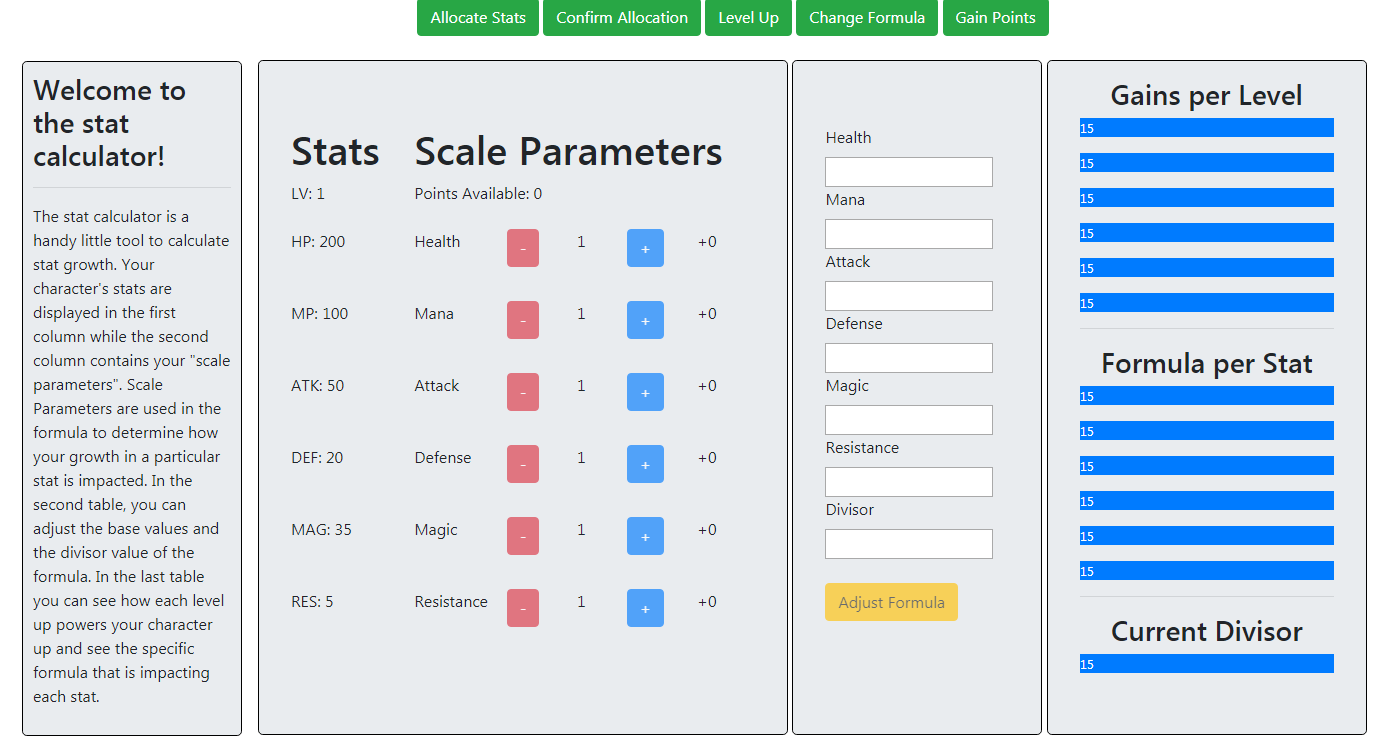 Allocate Stats Confirm Allocation Level Up Change Formula Gain Points
Welcome to
the stat
calculator!
The stat calculator is a
handy little tool to calculate
stat growth. Your
character's stats are
displayed in the first
column while the second
column contains your "scale
parameters". Scale
Parameters are used in the
formula to determine how
your growth in a particular
stat is impacted. In the
second table, you can
adjust the base values and
the divisor value of the
formula. In the last table
you can see how each level
up powers your character
up and see the specific
formula that is impacting
each stat.
Stats Scale Parameters
LV: 1 Points Available: 0
HP: 200 Health - 1 + +0
MP: 100 Mana - 1 + +0
ATK: 50 Attack - 1 + +0
DEF: 20 Defense - 1 + +0
MAG: 35 Magic - 1 + +0
RES: 5 Resistance - 1 + +0
Health
Mana
Attack
Defense
Magic
Resistance
Divisor
Adjust Formula
Gains per Level
15
15
15
15
15
15
Formula per Stat
15
15
15
15
15
15
Current Divisor
15